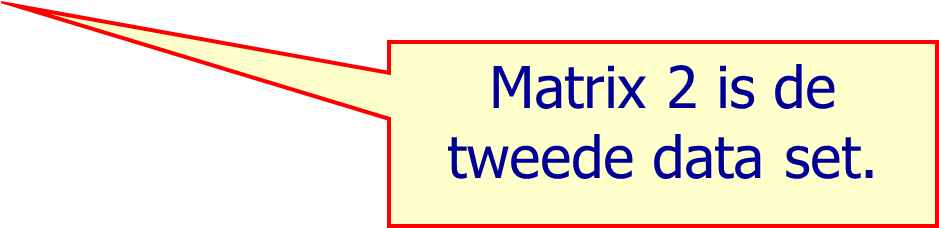 Matrix 2 is de
tweede data set.